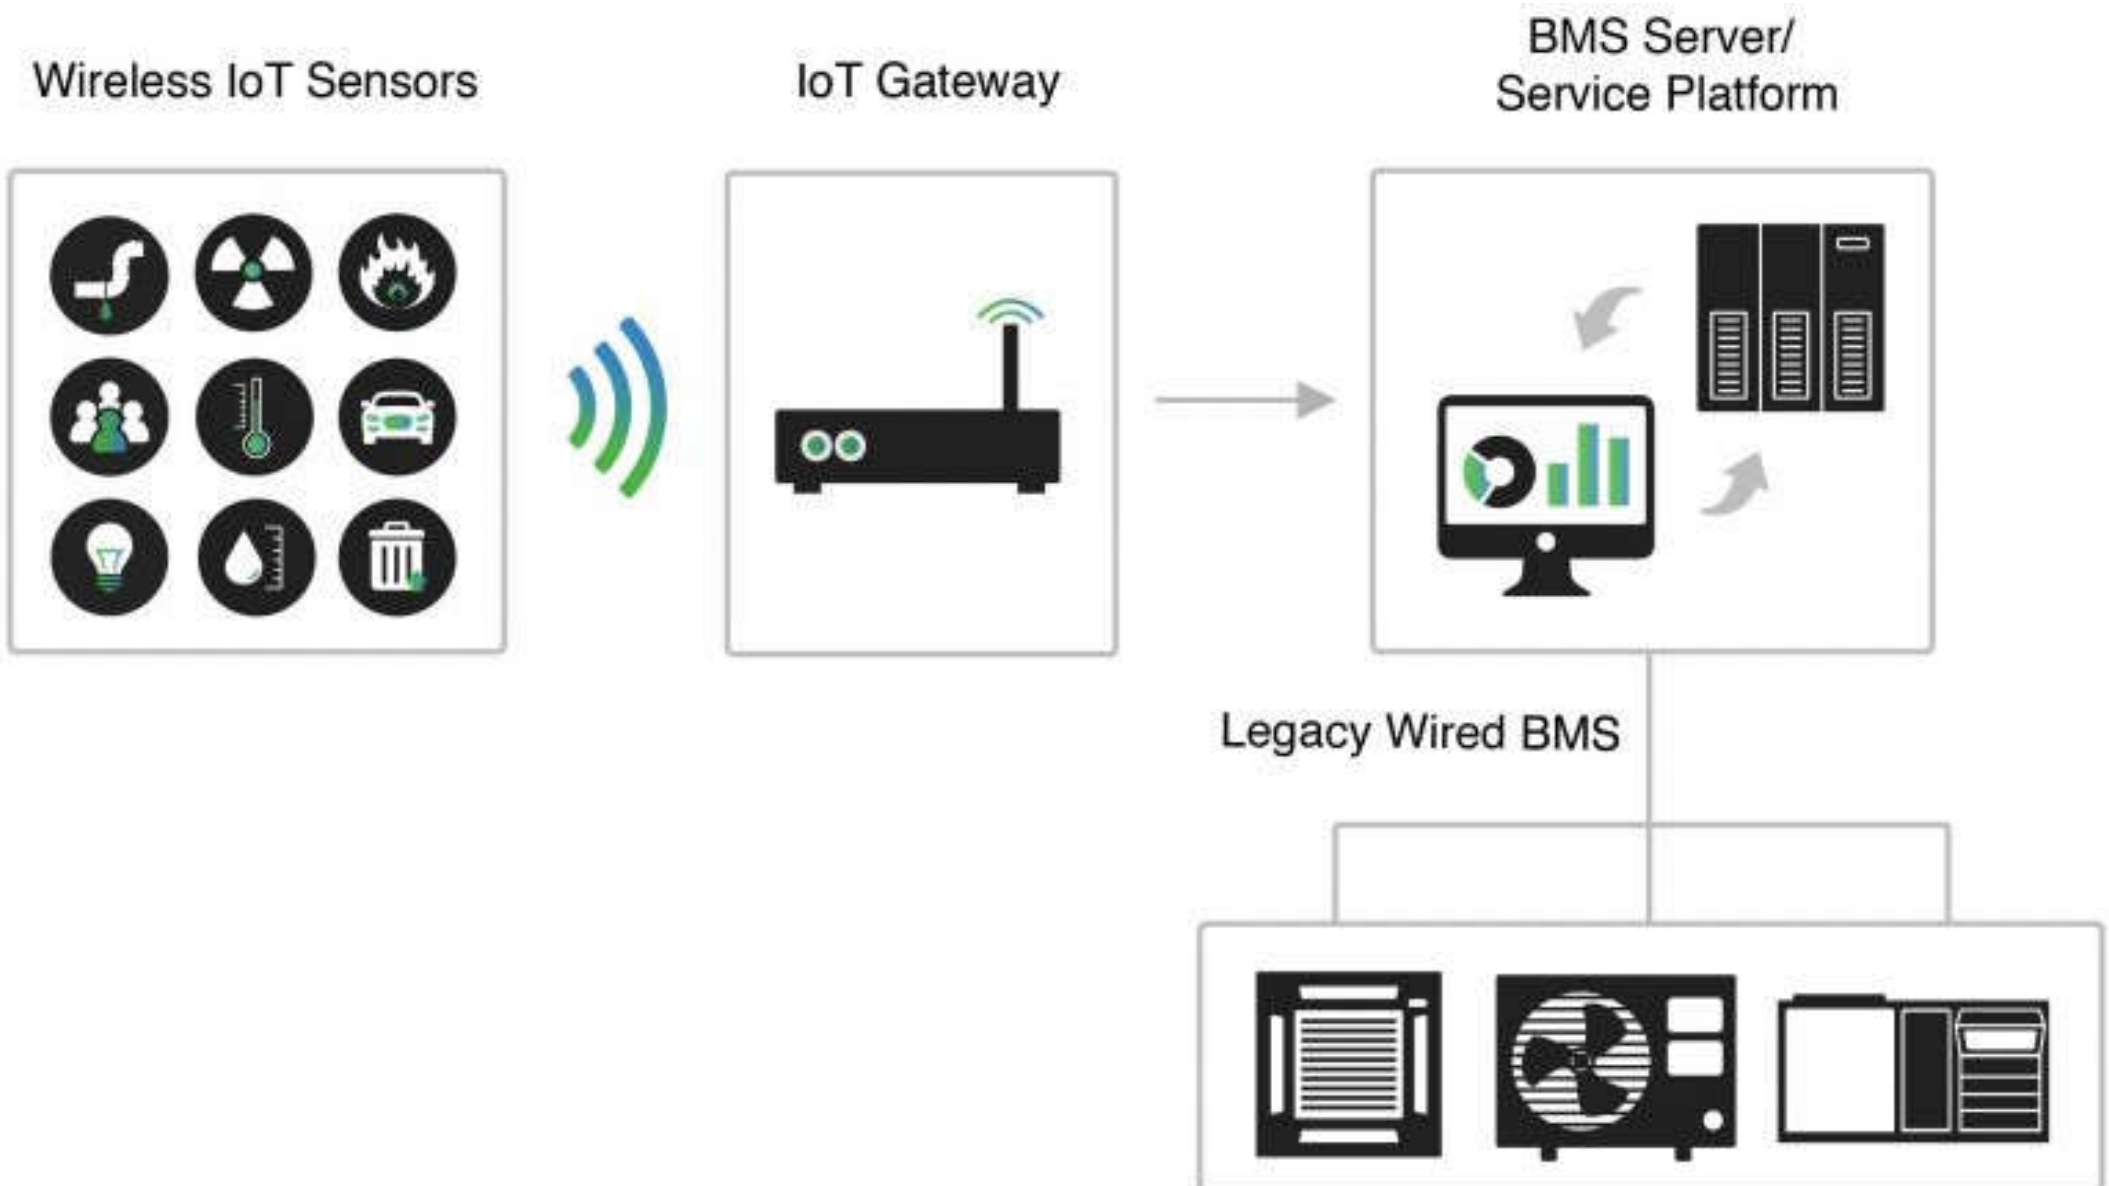 Wireless IoT Sensors
IoT Gateway
BMS Server/
Service Platform
Legacy Wired BMS